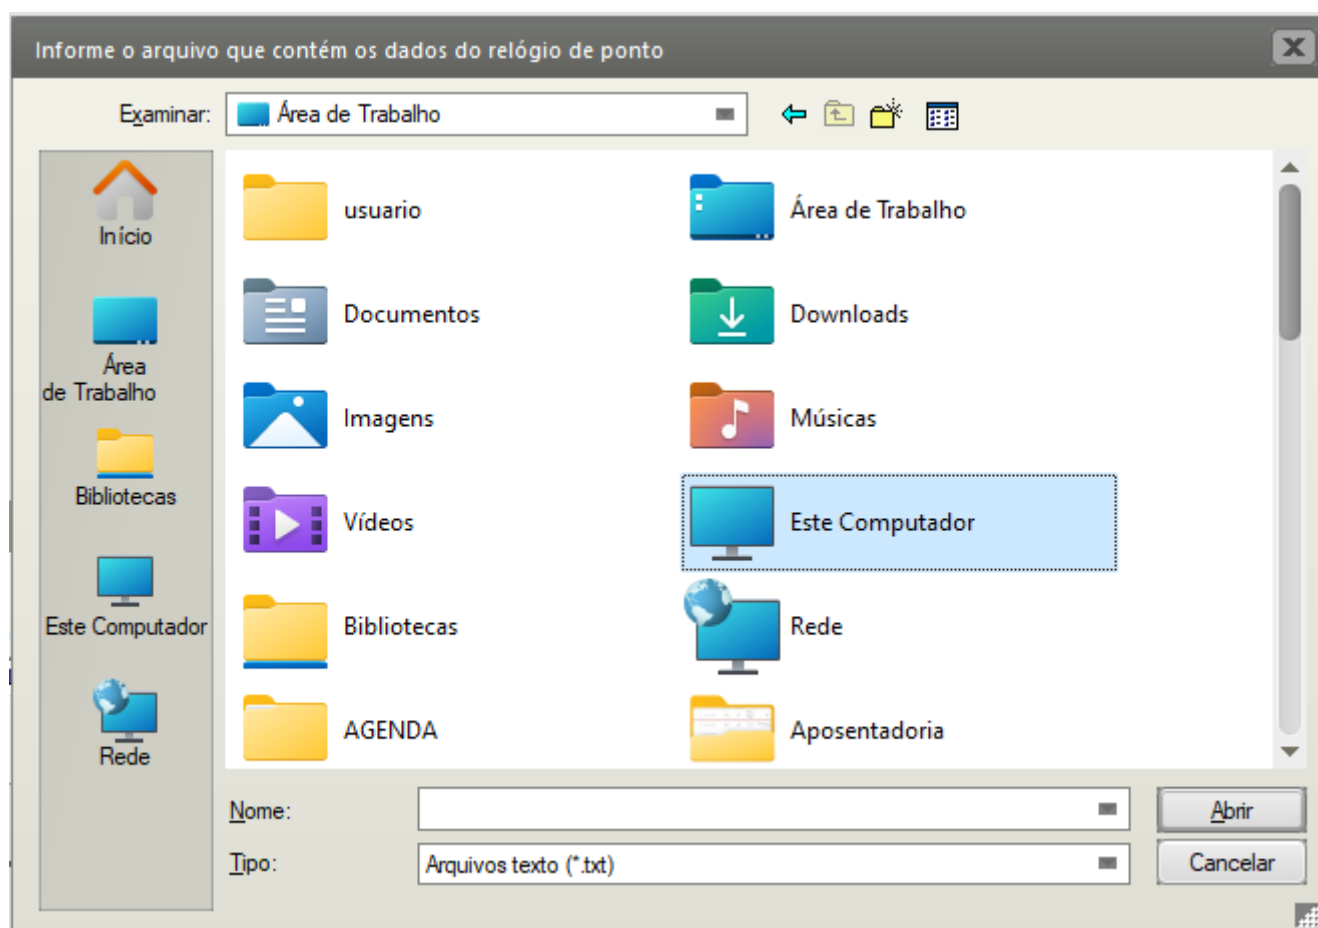 Informe o arquivo que contém os dados do relógio de ponto
Examinar: Área de Trabalho
Início
Área
de Trabalho
Bibliotecas
Este Computador
Rede
usuario
Área de Trabalho
Documentos
Downloads
Imagens
Músicas
Vídeos
Este Computador
Bibliotecas
Rede
AGENDA
Aposentadoria
Nome:
Abrir
Tipo: Arquivos texto (*.txt)
Cancelar